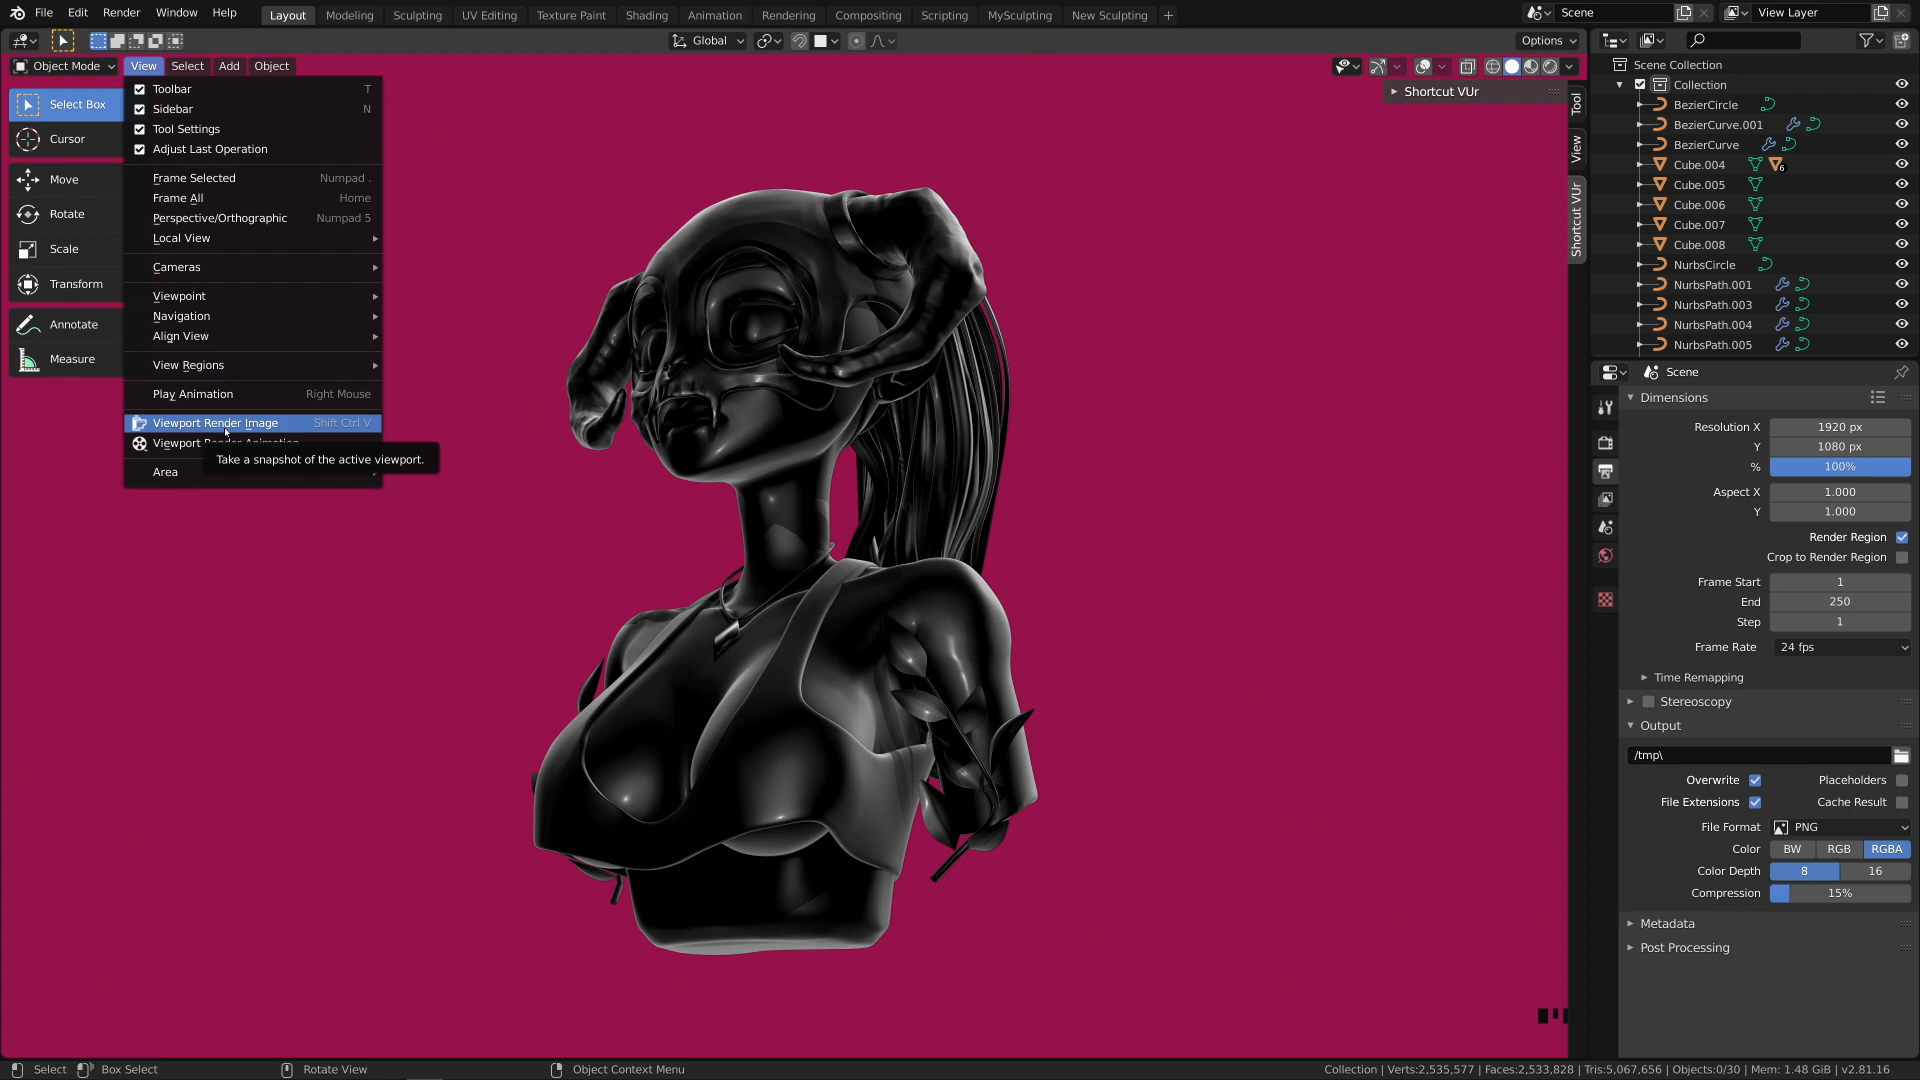 File Edit Render Window Help Layout Modeling Sculpting UV Editing Texture Paint Shading Animation Rendering Compositing Scripting MySculpting New Sculpting + Scene View Layer
Global Options
Object Mode View Select Add Object
Toolbar T
Sidebar N
Tool Settings
Adjust Last Operation
Frame Selected Numpad .
Frame All Home
Perspective/Orthographic Numpad 5
Local View
Cameras
Viewpoint
Navigation
Align View
View Regions
Play Animation Right Mouse
Viewport Render Image Shift Ctrl V
Viewport Render Animation
Take a snapshot of the active viewport.
Area
Select Box
Cursor
Move
Rotate
Scale
Transform
Annotate
Measure
Shortcut VUr
Tool
View
Shortcut VUr
Scene Collection
Collection
BezierCircle
BezierCurve.001
BezierCurve
Cube.004 6
Cube.005
Cube.006
Cube.007
Cube.008
NurbsCircle
NurbsPath.001
NurbsPath.003
NurbsPath.004
NurbsPath.005
Scene
Dimensions
Resolution X 1920 px
Y 1080 px
% 100%
Aspect X 1.000
Y 1.000
Render Region
Crop to Render Region
Frame Start 1
End 250
Step 1
Frame Rate 24 fps
Time Remapping
Stereoscopy
Output
/tmp\
Overwrite Placeholders
File Extensions Cache Result
File Format PNG
Color BW RGB RGBA
Color Depth 8 16
Compression 15%
Metadata
Post Processing
Select Box Select Rotate View Object Context Menu Collection | Verts:2,535,577 | Faces:2,533,828 | Tris:5,067,656 | Objects:0/30 | Mem: 1.48 GiB | v2.81.16